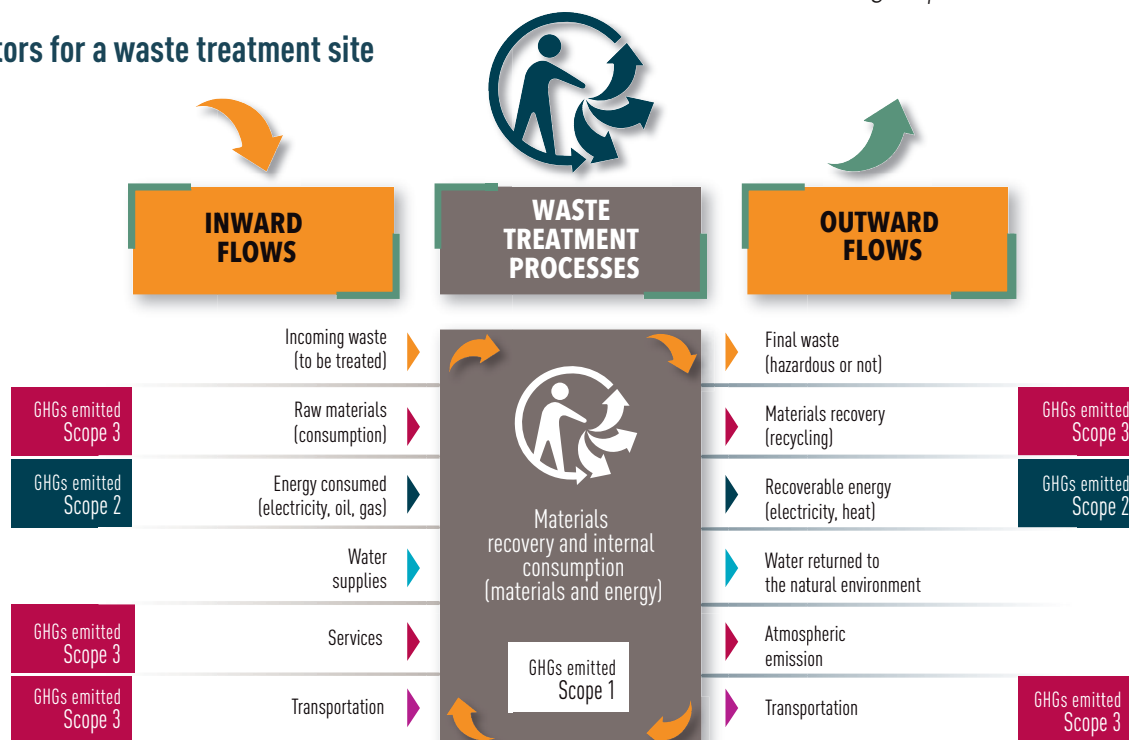 tors for a waste treatment site
INWARD
FLOWS
WASTE
TREATMENT
PROCESSES
OUTWARD
FLOWS
Incoming waste
(to be treated)
Final waste
(hazardous or not)
GHGs emitted
Scope 3
Raw materials
(consumption)
Materials recovery
(recycling)
GHGs emitted
Scope 3
GHGs emitted
Scope 2
Energy consumed
(electricity, oil, gas)
Recoverable energy
(electricity, heat)
GHGs emitted
Scope 2
Materials
recovery and internal
consumption
(materials and energy)
Water
supplies
Water returned to
the natural environment
GHGs emitted
Scope 3
Services
Atmospheric
emission
GHGs emitted
Scope 1
GHGs emitted
Scope 3
Transportation
Transportation
GHGs emitted
Scope 3